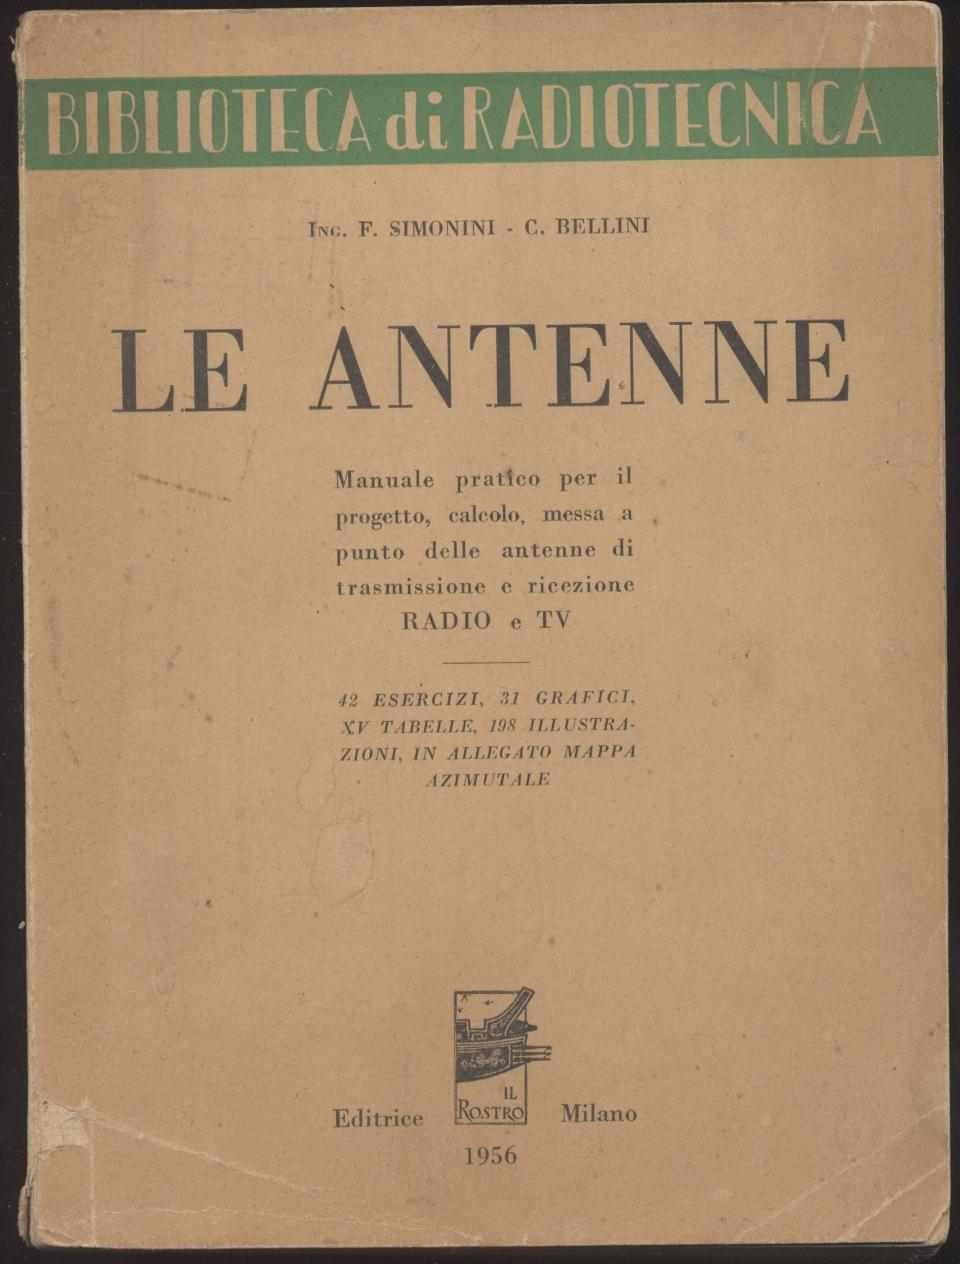 BIBLIOTECA di RADIOTECNICA
ING. F. SIMONINI - C. BELLINI
LE ANTENNE
Manuale pratico per il
progetto, calcolo, messa a
punto delle antenne di
trasmissione e ricezione
RADIO e TV
42 ESERCIZI, 31 GRAFICI,
XV TABELLE, 198 ILLUSTRA-
ZIONI, IN ALLEGATO MAPPA
AZIMUTALE
IL
ROSTRO
Editrice Milano
1956